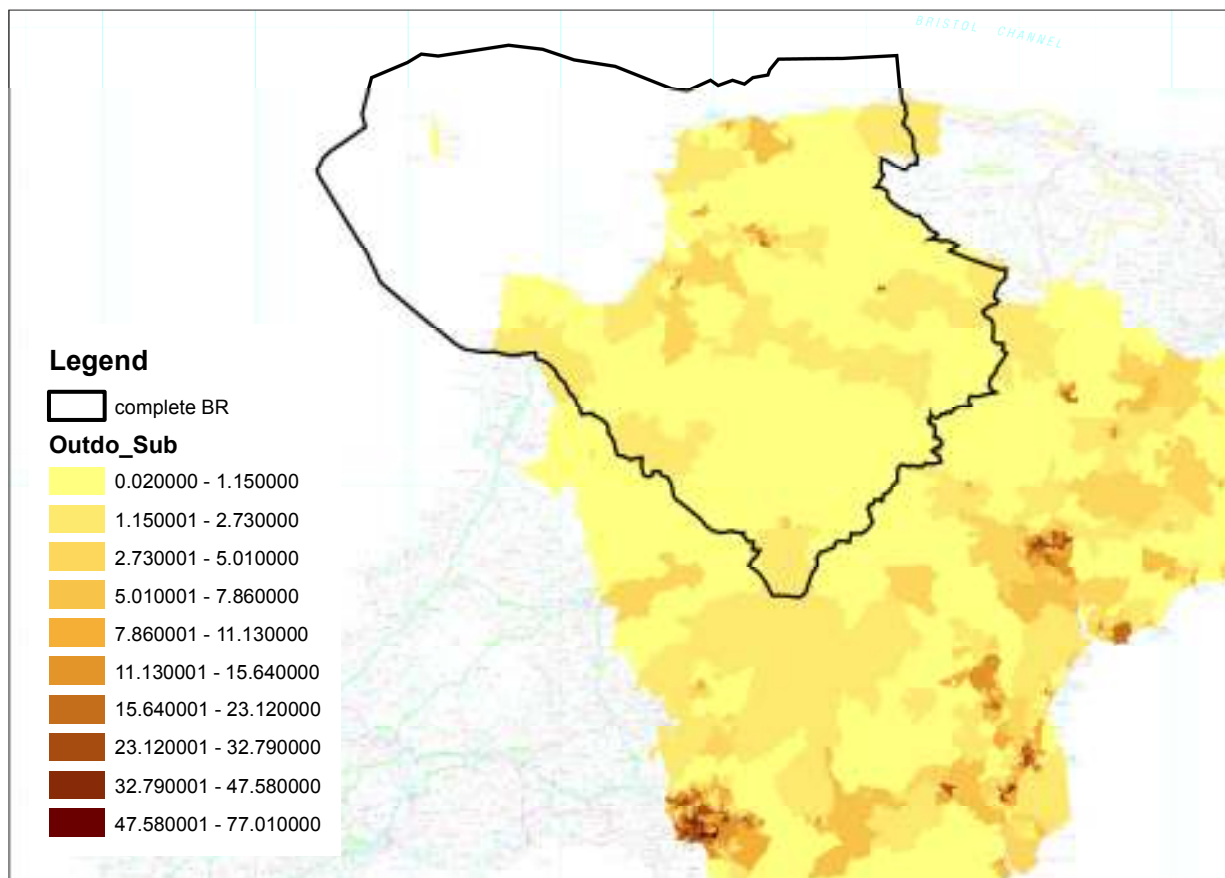 BRISTOL CHANNEL
Legend
complete BR
Outdo_Sub
0.020000 - 1.150000
1.150001 - 2.730000
2.730001 - 5.010000
5.010001 - 7.860000
7.860001 - 11.130000
11.130001 - 15.640000
15.640001 - 23.120000
23.120001 - 32.790000
32.790001 - 47.580000
47.580001 - 77.010000